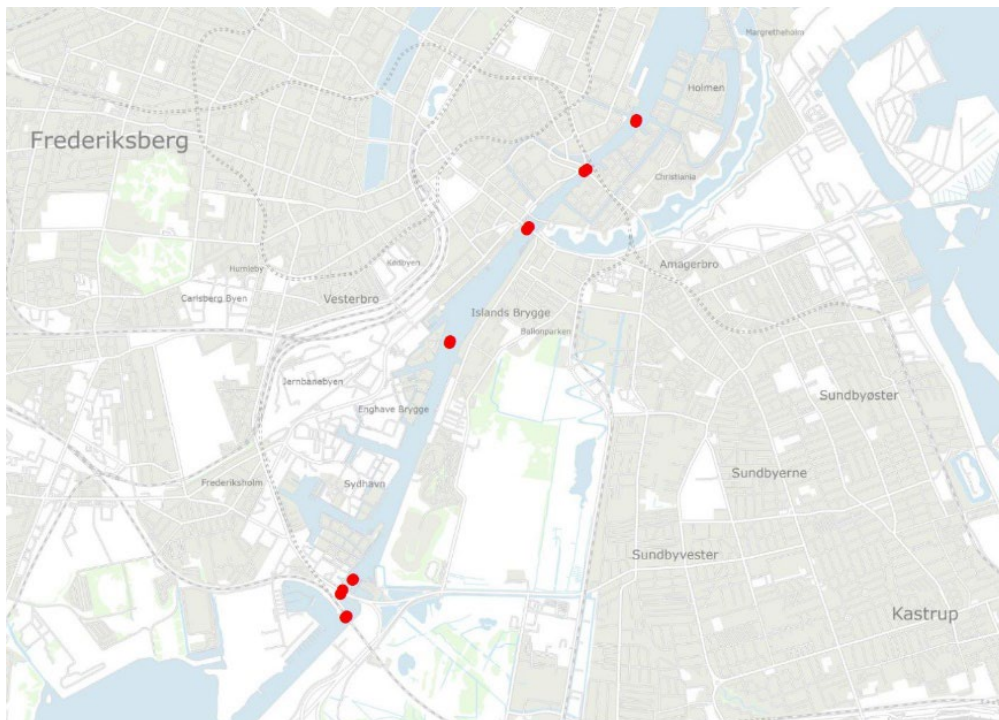 Margretheholm
Holmen
Frederiksberg
Christiania
Amagerbro
Kødbyen
Humleby
Carlsberg Byen
Vesterbro
Islands Brygge
Ballonparken
Jernbanebyen
Sundbyøster
Enghave Brygge
Sundbyerne
Frederiksholm
Sydhavn
Sundbyvester
Kastrup